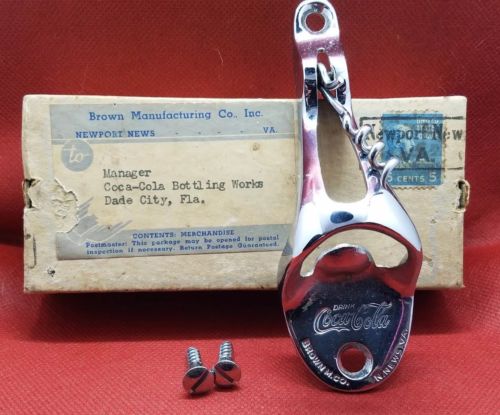 Brown Manufacturing Co., Inc.
NEWPORT NEWS VA.
to
Manager
Coca-Cola Bottling Works
Dade City, Fla.
CONTENTS: MERCHANDISE
Postmaster: This package may be opened for postal
inspection if necessary. Return Postage Guaranteed.
Newport New
VA.
CENTS 5
DRINK
Coca-Cola
BROWN M. CO.
N. NEWS. VA.